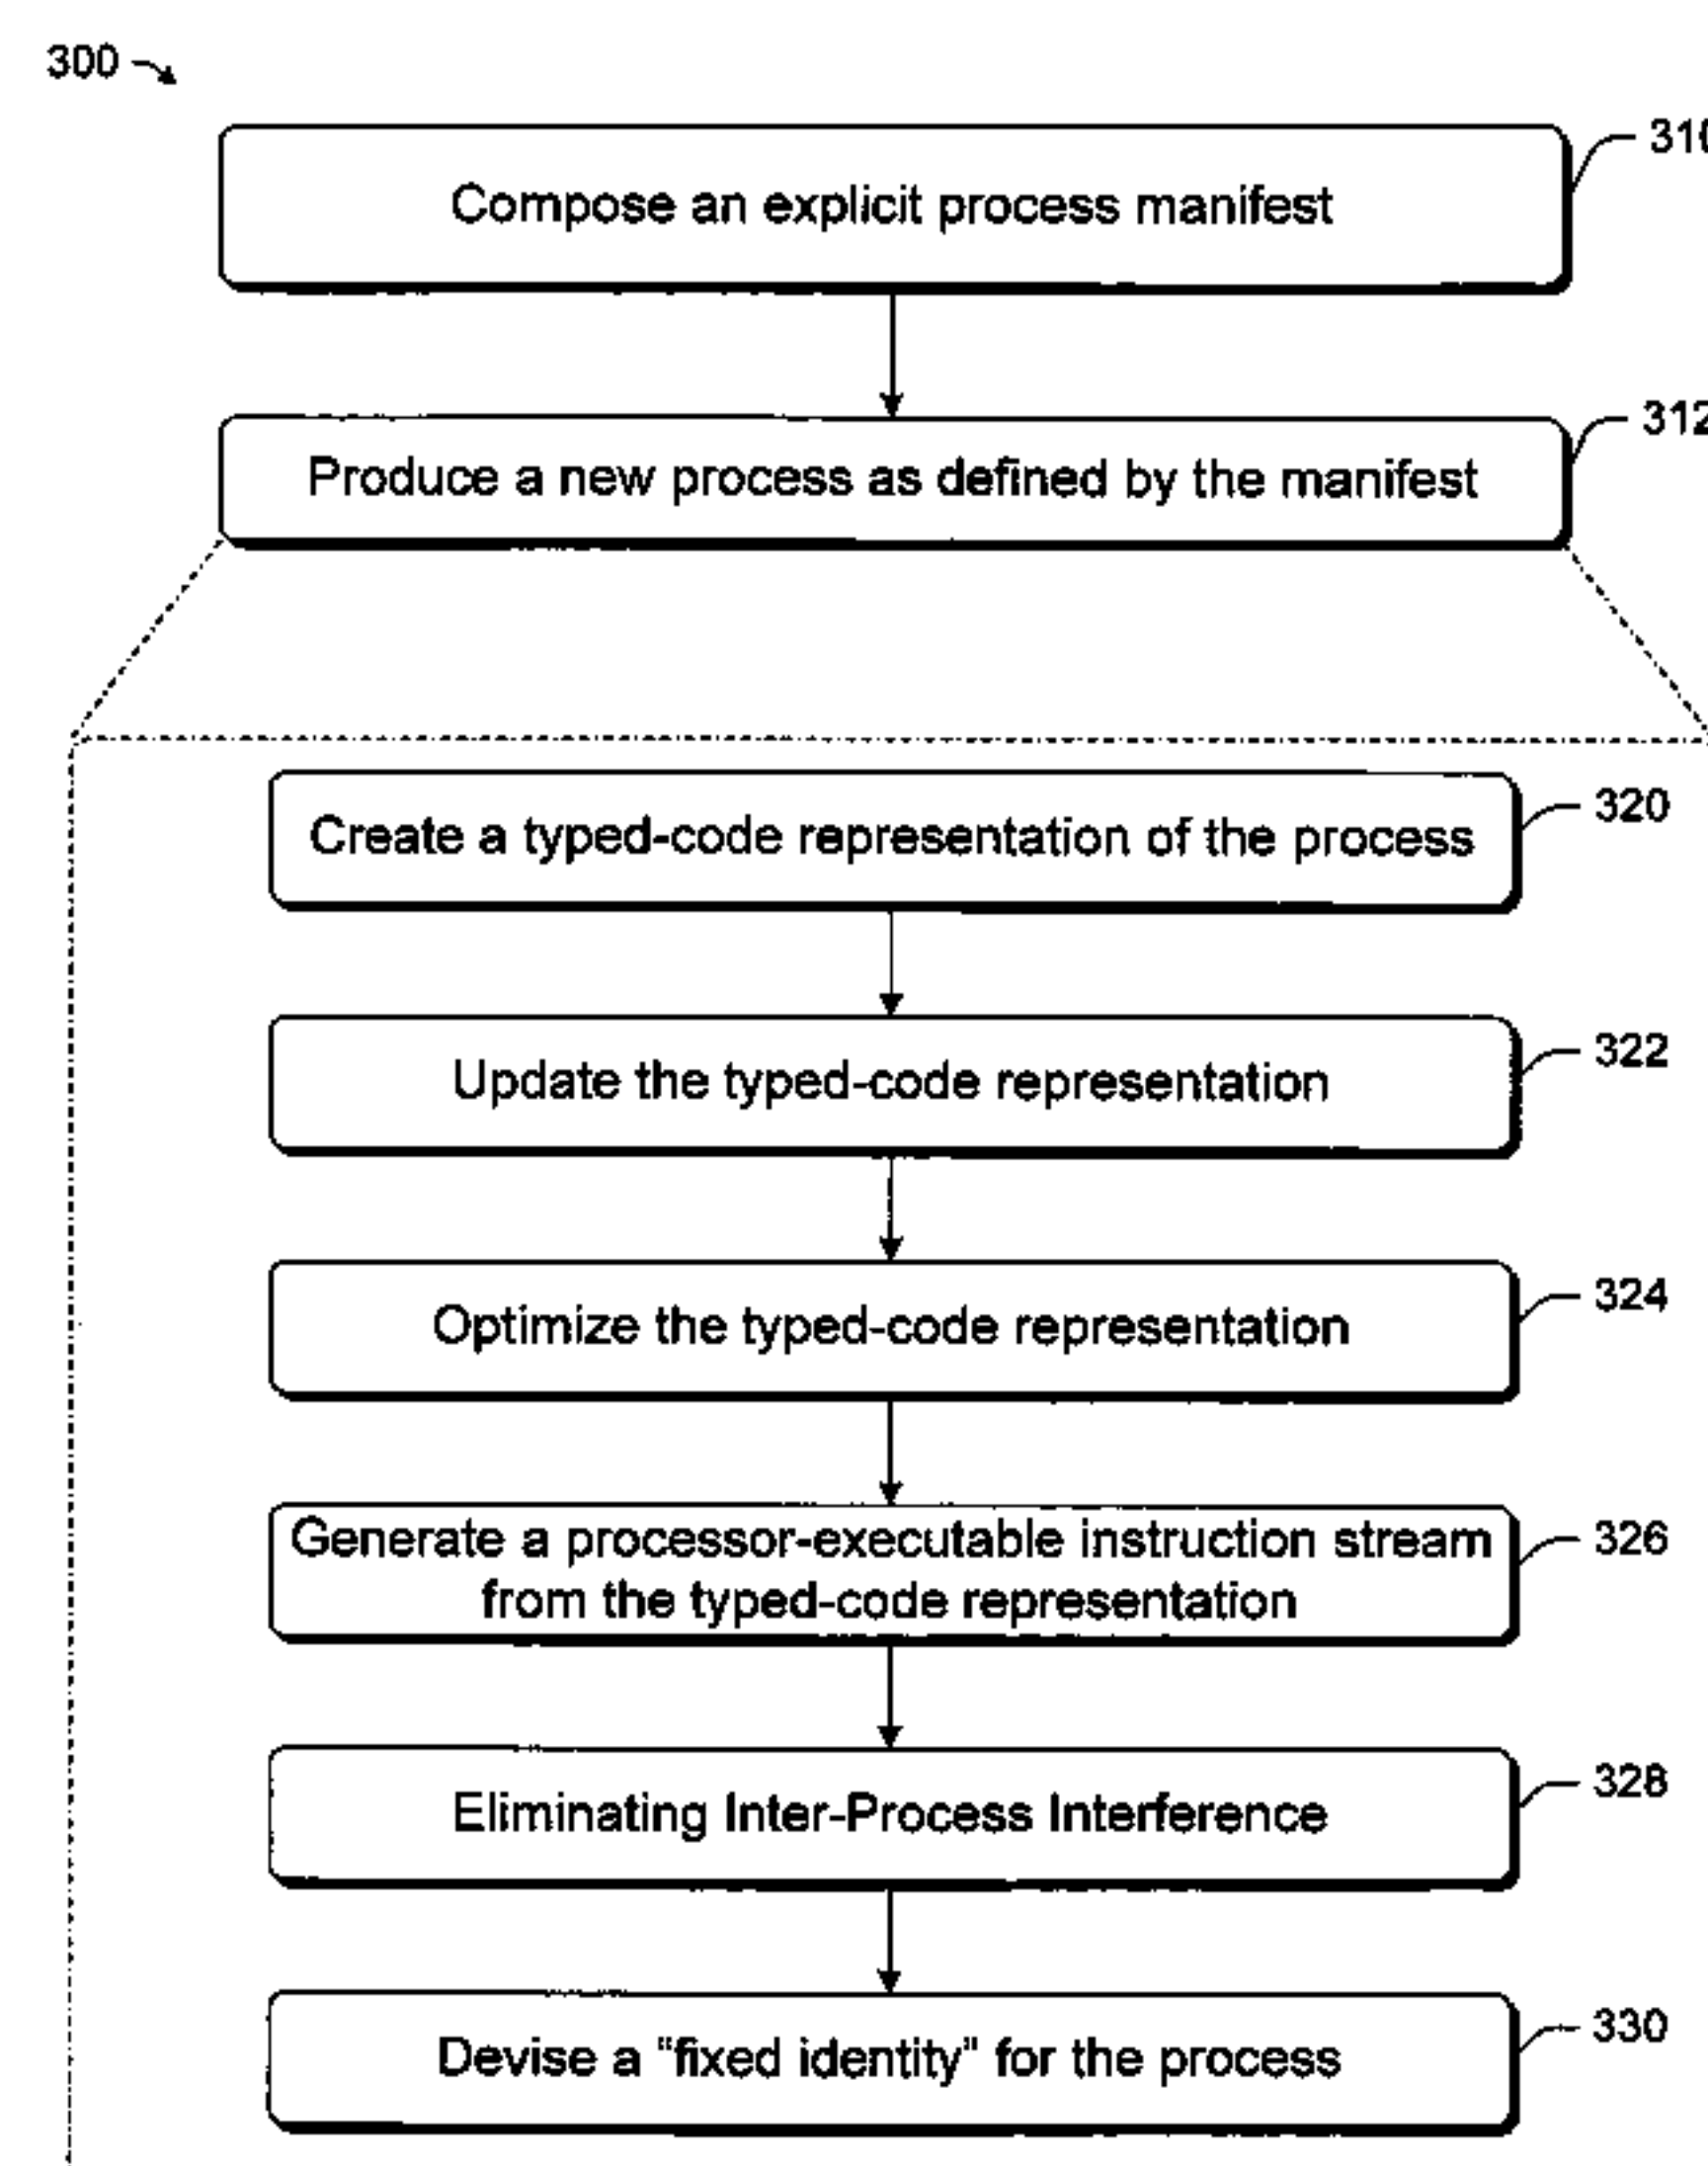 300
310
Compose an explicit process manifest
312
Produce a new process as defined by the manifest
320
Create a typed-code representation of the process
322
Update the typed-code representation
324
Optimize the typed-code representation
326
Generate a processor-executable instruction stream
from the typed-code representation
328
Eliminating Inter-Process Interference
330
Devise a "fixed identity" for the process